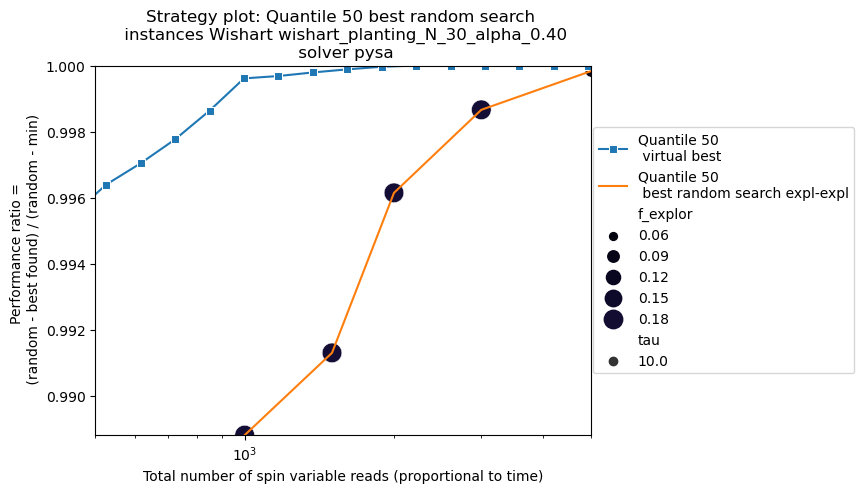 Strategy plot: Quantile 50 best random search
instances Wishart wishart_planting_N_30_alpha_0.40
solver pysa
1.000
0.998
0.996
0.994
0.992
0.990
Performance ratio =
(random - best found) / (random - min)
10³
Total number of spin variable reads (proportional to time)
Quantile 50
virtual best
Quantile 50
best random search expl-expl
f_explor
0.06
0.09
0.12
0.15
0.18
tau
10.0